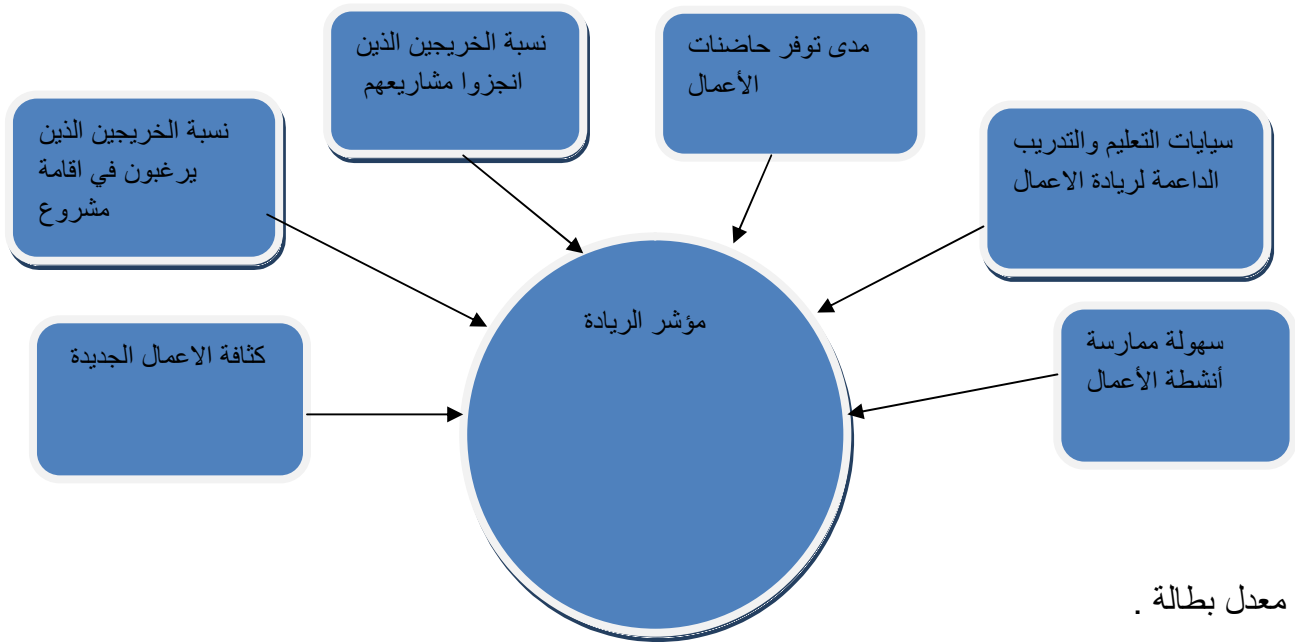 مدى توفر حاضنات
الأعمال
نسبة الخريجين الذين
انجزوا مشاريعهم
سيايات التعليم والتدريب
الداعمة لريادة الاعمال
نسبة الخريجين الذين
يرغبون في اقامة
مشروع
سهولة ممارسة
أنشطة الأعمال
مؤشر الريادة
كثافة الاعمال الجديدة
معدل بطالة .